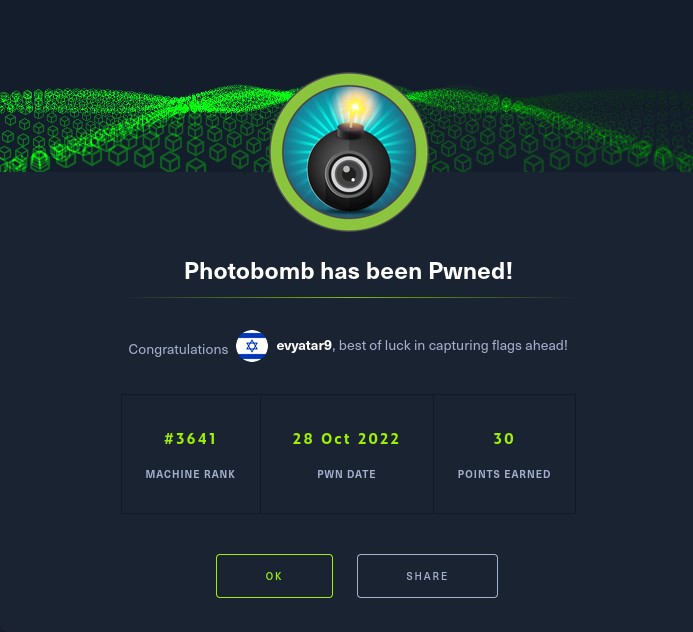 Photobomb has been Pwned!
Congratulations evyatar9, best of luck in capturing flags ahead!
#3641 28 Oct 2022 30
MACHINE RANK PWN DATE POINTS EARNED
OK SHARE